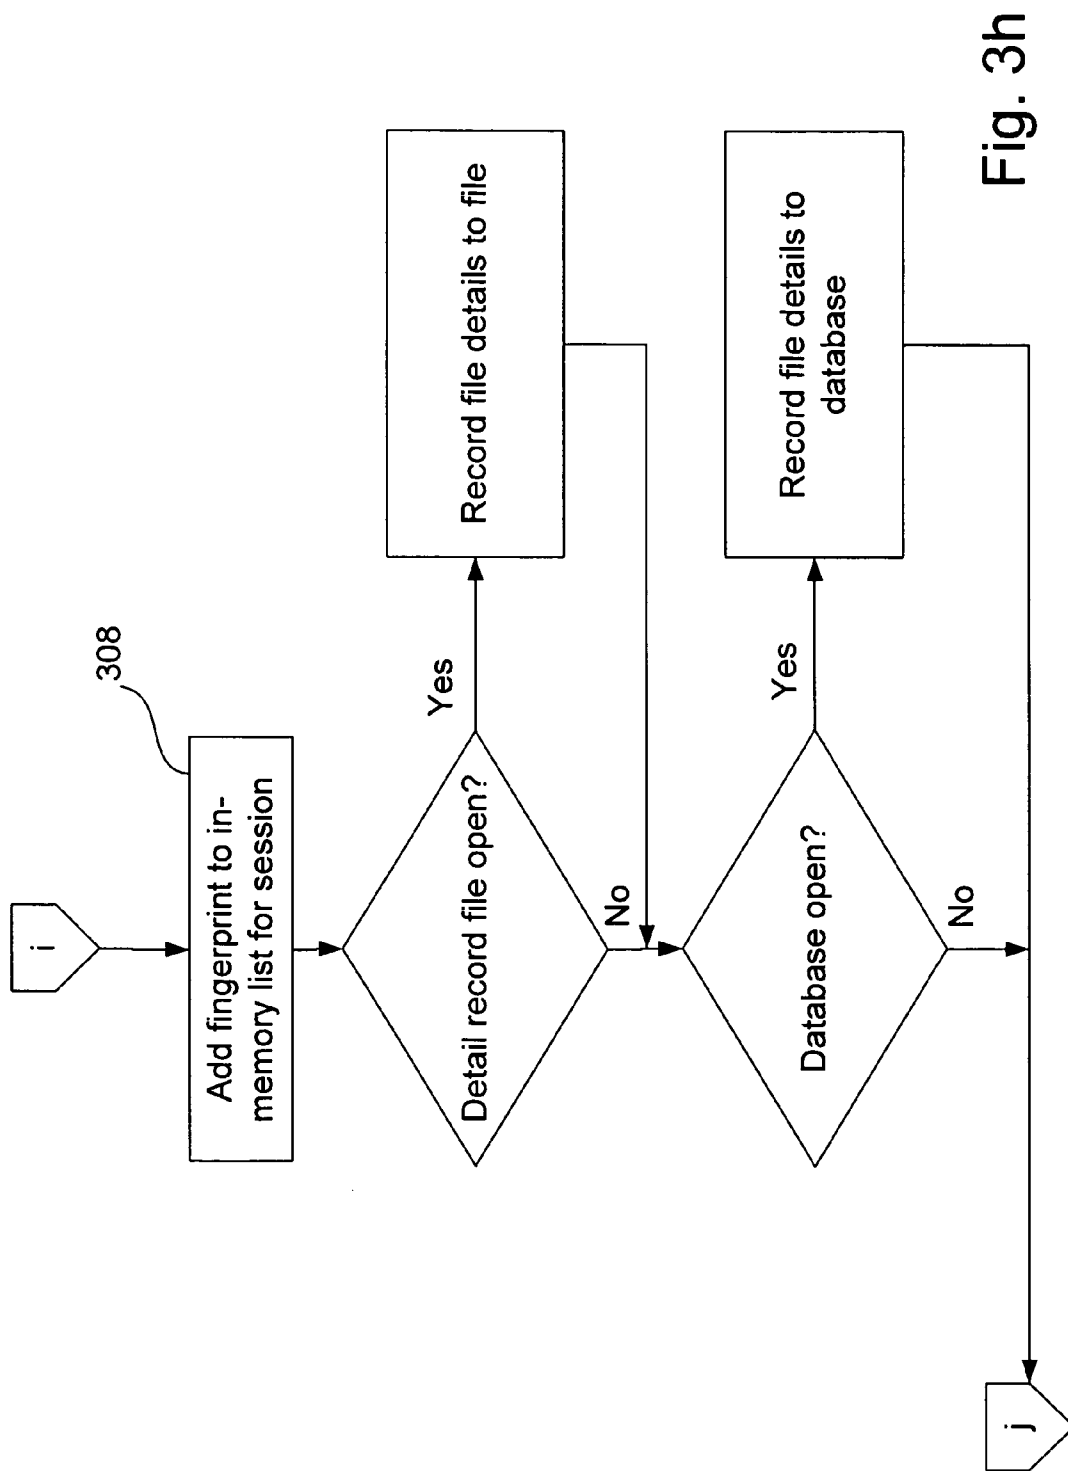 i
308
Add fingerprint to in-
memory list for session
Detail record file open?
Yes
Record file details to file
No
Database open?
Yes
Record file details to
database
No
j
Fig. 3h